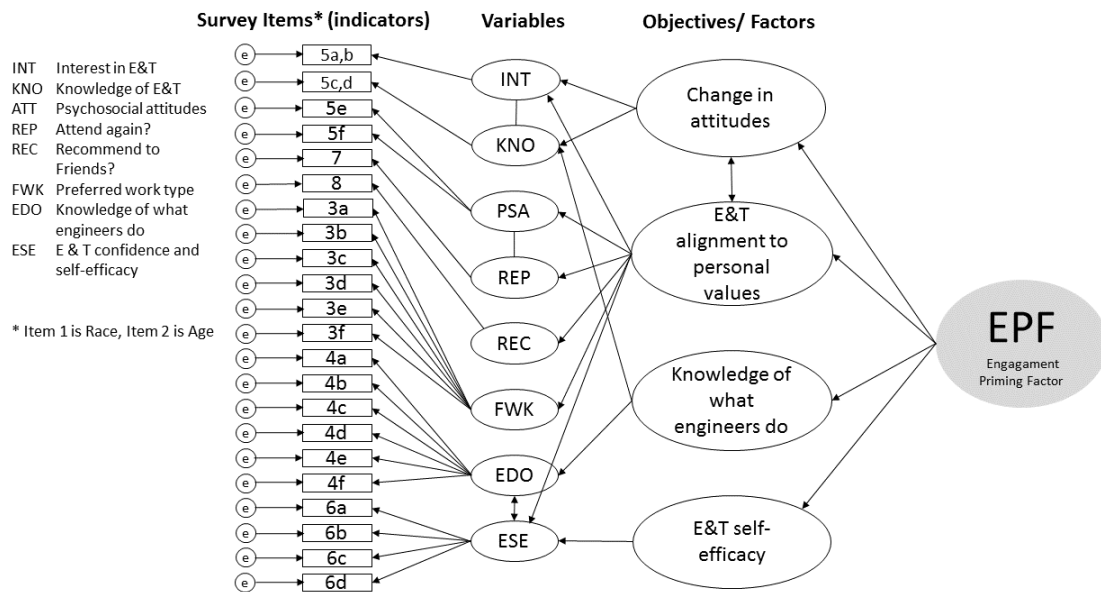 Survey Items* (indicators)
Variables
Objectives/ Factors
INT Interest in E&T
KNO Knowledge of E&T
ATT Psychosocial attitudes
REP Attend again?
REC Recommend to
Friends?
FWK Preferred work type
EDO Knowledge of what
engineers do
ESE E & T confidence and
self-efficacy
* Item 1 is Race, Item 2 is Age
e 5a,b
e 5c,d
e 5e
e 5f
e 7
e 8
e 3a
e 3b
e 3c
e 3d
e 3e
e 3f
e 4a
e 4b
e 4c
e 4d
e 4e
e 4f
e 6a
e 6b
e 6c
e 6d
INT
KNO
PSA
REP
REC
FWK
EDO
ESE
Change in
attitudes
E&T
alignment to
personal
values
Knowledge of
what
engineers do
E&T self-
efficacy
EPF
Engagament
Priming Factor